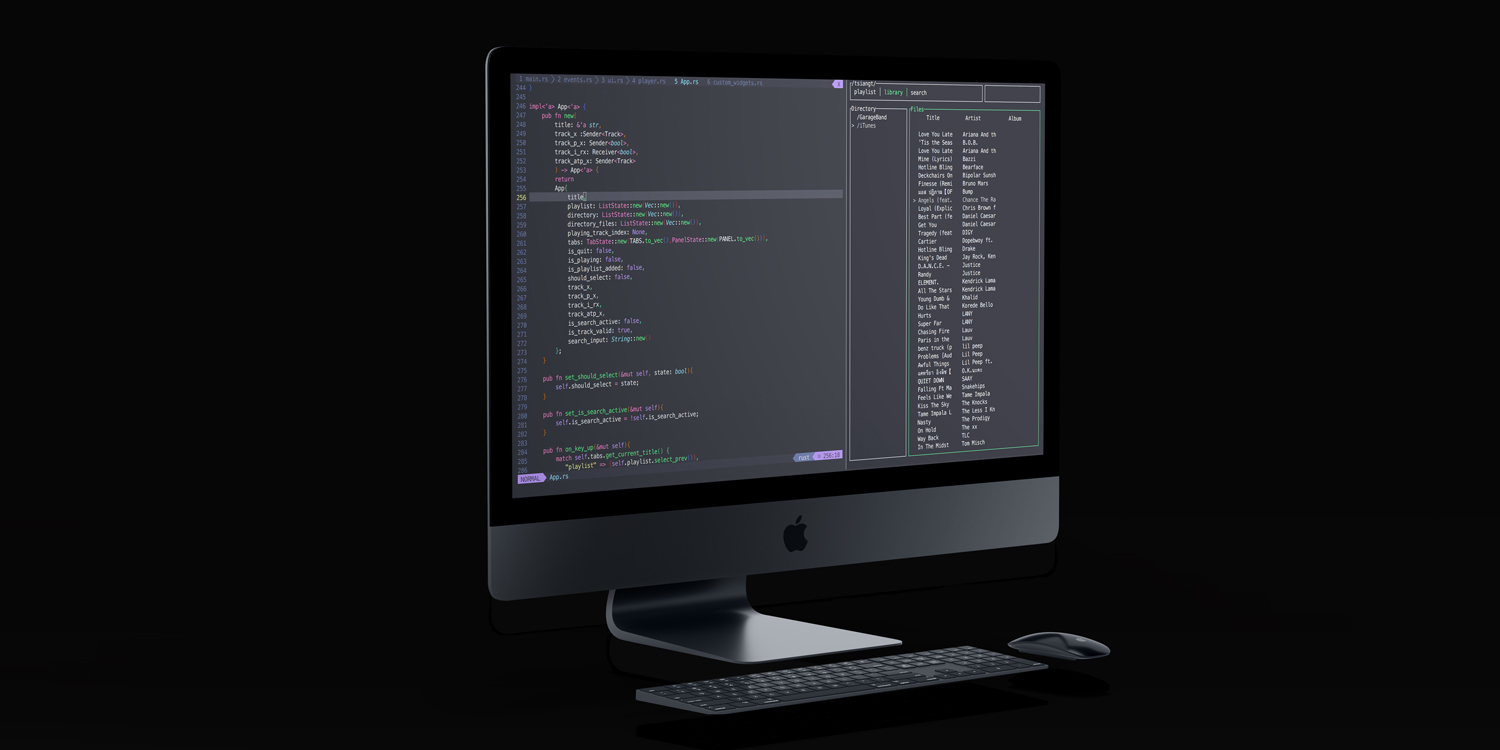 1 main.rs 2 events.rs 3 ui.rs 4 player.rs 5 App.rs 6 custom_widgets.rs
244 }
245
246 impl<'a> App<'a> {
247 pub fn new(
248 title: &'a str,
249 track_x :Sender<Track>,
250 track_p_x: Sender<bool>,
251 track_i_rx: Receiver<bool>,
252 track_atp_x: Sender<Track>
253 ) -> App<'a> {
254 return
255 App{
256 title,
257 playlist: ListState::new(Vec::new()),
258 directory: ListState::new(Vec::new()),
259 directory_files: ListState::new(Vec::new()),
260 playing_track_index: None,
261 tabs: TabState::new(TABS.to_vec(),PanelState::new(PANEL.to_vec())),
262 is_quit: false,
263 is_playing: false,
264 is_playlist_added: false,
265 should_select: false,
266 track_x,
267 track_p_x,
268 track_i_rx,
269 track_atp_x,
270 is_search_active: false,
271 is_track_valid: true,
272 search_input: String::new()
273 };
274 }
275
276 pub fn set_should_select(&mut self, state: bool){
277 self.should_select = state;
278 }
279
280 pub fn set_is_search_active(&mut self){
281 self.is_search_active = !self.is_search_active;
282 }
283
284 pub fn on_key_up(&mut self){
285 match self.tabs.get_current_title() {
286 "playlist" => (self.playlist.select_prev()),
rust 256:18
NORMAL App.rs
/tsiangt/
playlist | library | search
Directory
/GarageBand
> /iTunes
Files
Title Artist Album
Love You Late Ariana And th
'Tis the Seas B.O.B.
Love You Late Ariana And th
Mine (Lyrics) Bazzi
Hotline Bling Bearface
Deckchairs On Bipolar Sunsh
Finesse (Remi Bruno Mars
[OF Bump
> Angels (feat. Chance The Ra
Loyal (Explic Chris Brown f
Best Part (fe Daniel Caesar
Get You Daniel Caesar
Tragedy (feat DIGY
Cartier Dopebwoy ft.
Hotline Bling Drake
King's Dead Jay Rock, Ken
D.A.N.C.E. - Justice
Randy Justice
ELEMENT. Kendrick Lama
All The Stars Kendrick Lama
Young Dumb & Khalid
Do Like That Korede Bello
Hurts LANY
Super Far LANY
Chasing Fire Lauv
Paris in the Lauv
benz truck (p lil peep
Problems [Aud Lil Peep
Awful Things Lil Peep ft.
QUIET DOWN SAAY
Falling Ft Ma Snakehips
Feels Like We Tame Impala
Kiss The Sky The Knocks
Tame Impala L The Less I Kn
Nasty The Prodigy
On Hold The xx
Way Back TLC
In The Midst Tom Misch